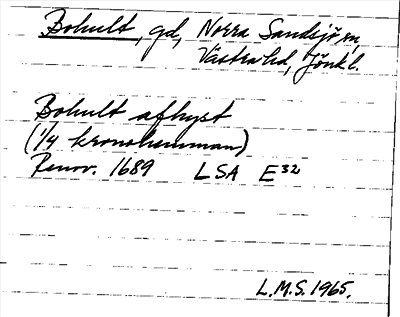 Bohult, gd, Norra Sandsjö sn,
Västra hd, Jönk. l.
Bohult afhyst
(1/4 kronohemman)
Renov. 1689 LSA E32
L.M.S. 1965.